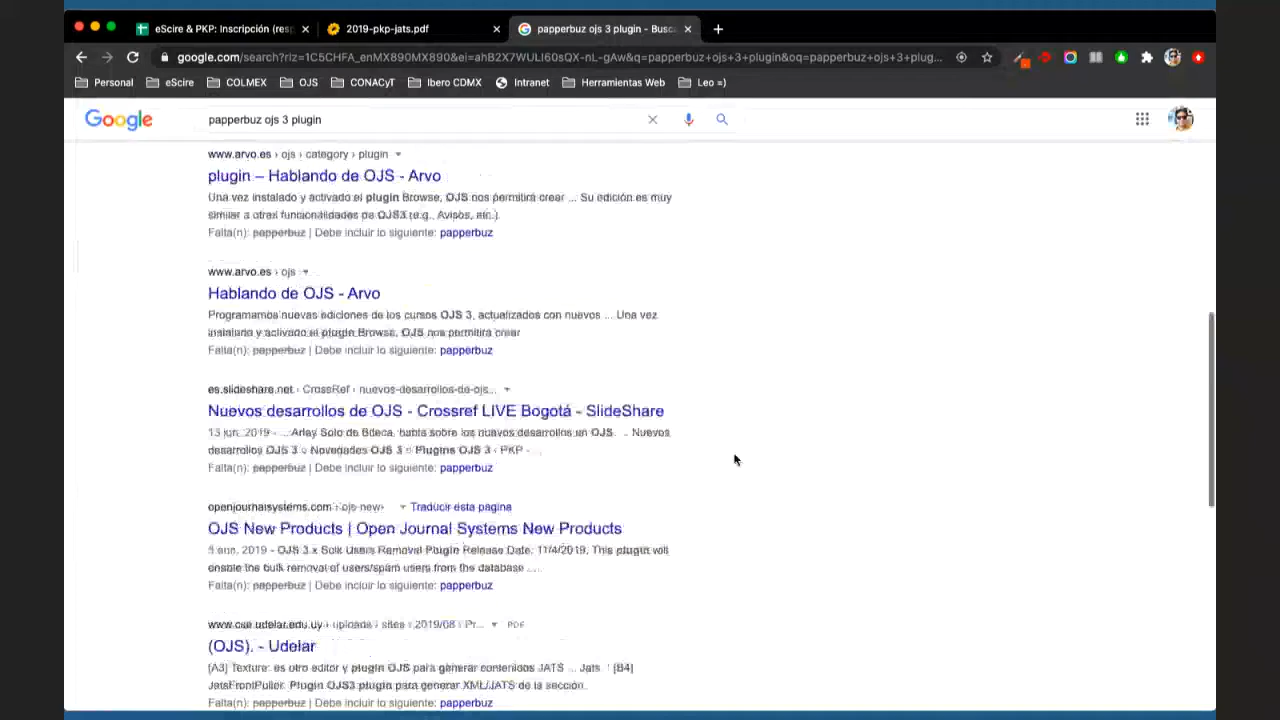 eScire & PKP: Inscripción (resp
2019-pkp-jats.pdf
papperbuz ojs 3 plugin - Busc
google.com/search?rlz=1C5CHFA_enMX890MX890&ei=ahB2X7WULI60sQX-nL-gAw&q=papperbuz+ojs+3+plugin&oq=papperbuz+ojs+3+plug...
Personal eScire COLMEX OJS CONACyT Ibero CDMX Intranet Herramientas Web Leo =)
Google papperbuz ojs 3 plugin
www.arvo.es › ojs › category › plugin
plugin – Hablando de OJS - Arvo
Una vez instalado y activado el plugin Browse, OJS nos permitirá crear ... Su edición es muy
similar a otras funcionalidades de OJS3 (e.g., Avisos, etc.).
Falta(n): papperbuz | Debe incluir lo siguiente: papperbuz
www.arvo.es › ojs
Hablando de OJS - Arvo
Programamos nuevas ediciones de los cursos OJS 3, actualizados con nuevos ... Una vez
instalado y activado el plugin Browse, OJS nos permitirá crear
Falta(n): papperbuz | Debe incluir lo siguiente: papperbuz
es.slideshare.net › CrossRef › nuevos-desarrollos-de-ojs...
Nuevos desarrollos de OJS - Crossref LIVE Bogotá - SlideShare
13 jun. 2019 - ... Arley Soto de Biteca, habla sobre los nuevos desarrollos en OJS. .. Nuevos
desarrollos OJS 3 • Novedades OJS 3 • Plugins OJS 3 • PKP - ...
Falta(n): papperbuz | Debe incluir lo siguiente: papperbuz
openjournalsystems.com › ojs-new- Traducir esta página
OJS New Products | Open Journal Systems New Products
ene. 2019 - OJS 3.x Bulk Users Removal Plugin Release Date: 11/4/2019, This plugin will
enable the bulk removal of users/spam users from the database ....
Falta(n): papperbuz | Debe incluir lo siguiente: papperbuz
www.cse.udelar.edu.uy › uploads › sites › 2019/08 › Pr... PDF
(OJS). - Udelar
[A3] Texture: es otro editor y plugin OJS para generar contenidos JATS ... Jats. ! [B4]
JatsFrontPuller: Plugin OJS3 plugin para generar XML/JATS de la sección.
Falta(n): papperbuz | Debe incluir lo siguiente: papperbuz